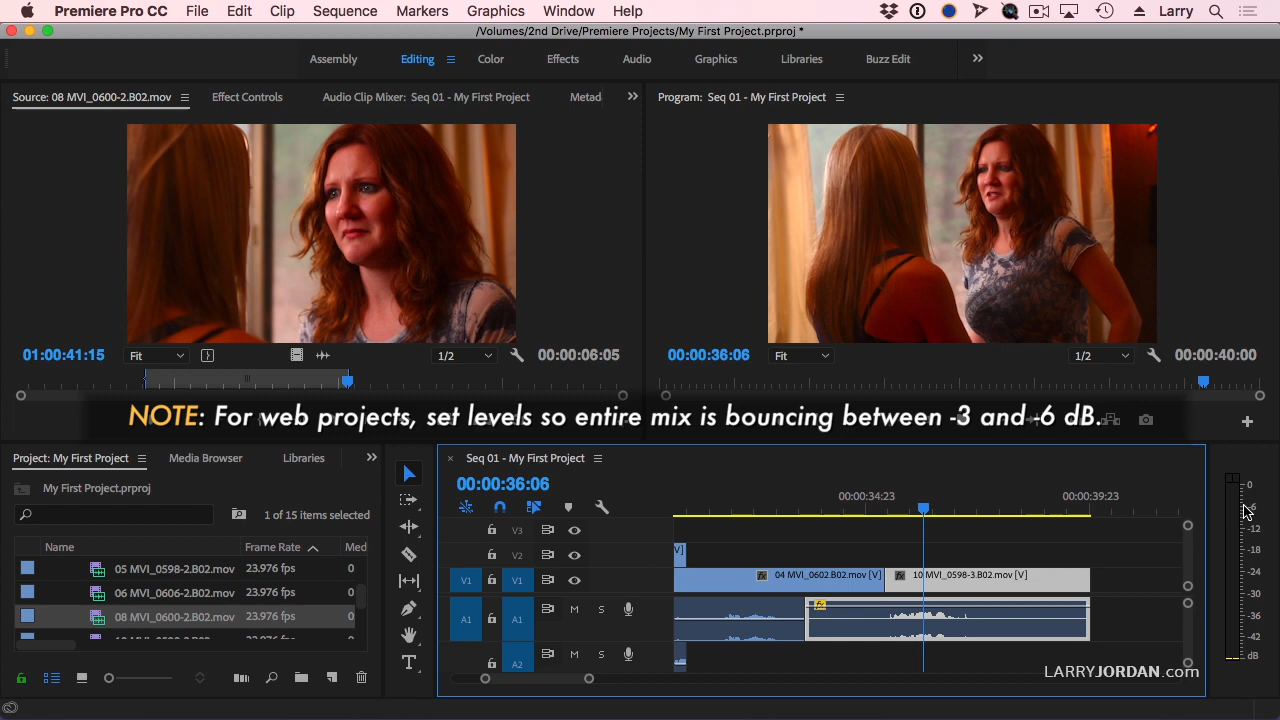 Premiere Pro CC File Edit Clip Sequence Markers Graphics Window Help Larry
/Volumes/2nd Drive/Premiere Projects/My First Project.prproj *
Assembly Editing Color Effects Audio Graphics Libraries Buzz Edit
Source: 08 MVI_0600-2.B02.mov Effect Controls Audio Clip Mixer: Seq 01 - My First Project Metad
Program: Seq 01 - My First Project
01:00:41:15 Fit 1/2 00:00:06:05
00:00:36:06 Fit 1/2 00:00:40:00
NOTE: For web projects, set levels so entire mix is bouncing between -3 and -6 dB.
Project: My First Project Media Browser Libraries
My First Project.prproj
1 of 15 items selected
Name Frame Rate Med
05 MVI_0598-2.B02.mov 23.976 fps 0
06 MVI_0606-2.B02.mov 23.976 fps 0
08 MVI_0600-2.B02.mov 23.976 fps 0
T
× Seq 01 - My First Project
00:00:36:06
00:00:34:23 00:00:39:23
V3
V2 V]
V1 V1 fx 04 MVI_0602.B02.mov [V] fx 10 MVI_0598-3.B02.mov [V]
A1 A1 M S fx
A2 M S
0
-6
-12
-18
-24
-30
-36
-42
dB
LARRYJORDAN.com